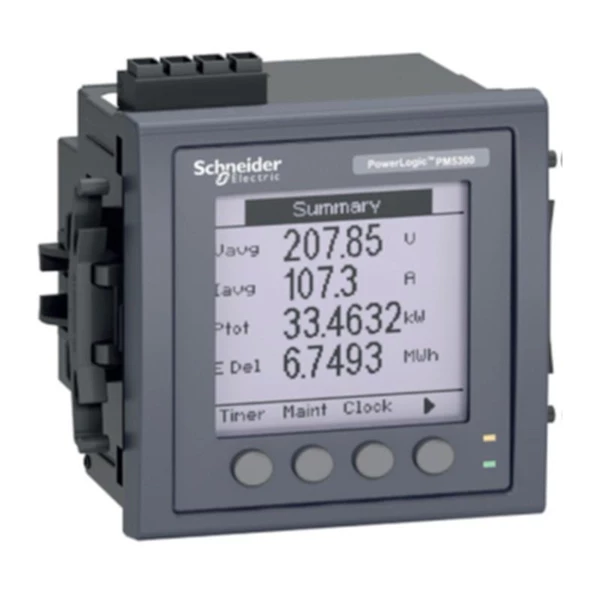 Schneider
Electric
PowerLogic™ PM5300
Summary
Vavg 207.85 V
Iavg 107.3 A
Ptot 33.4632 kW
E Del 6.7493 MWh
Timer Maint Clock ▶